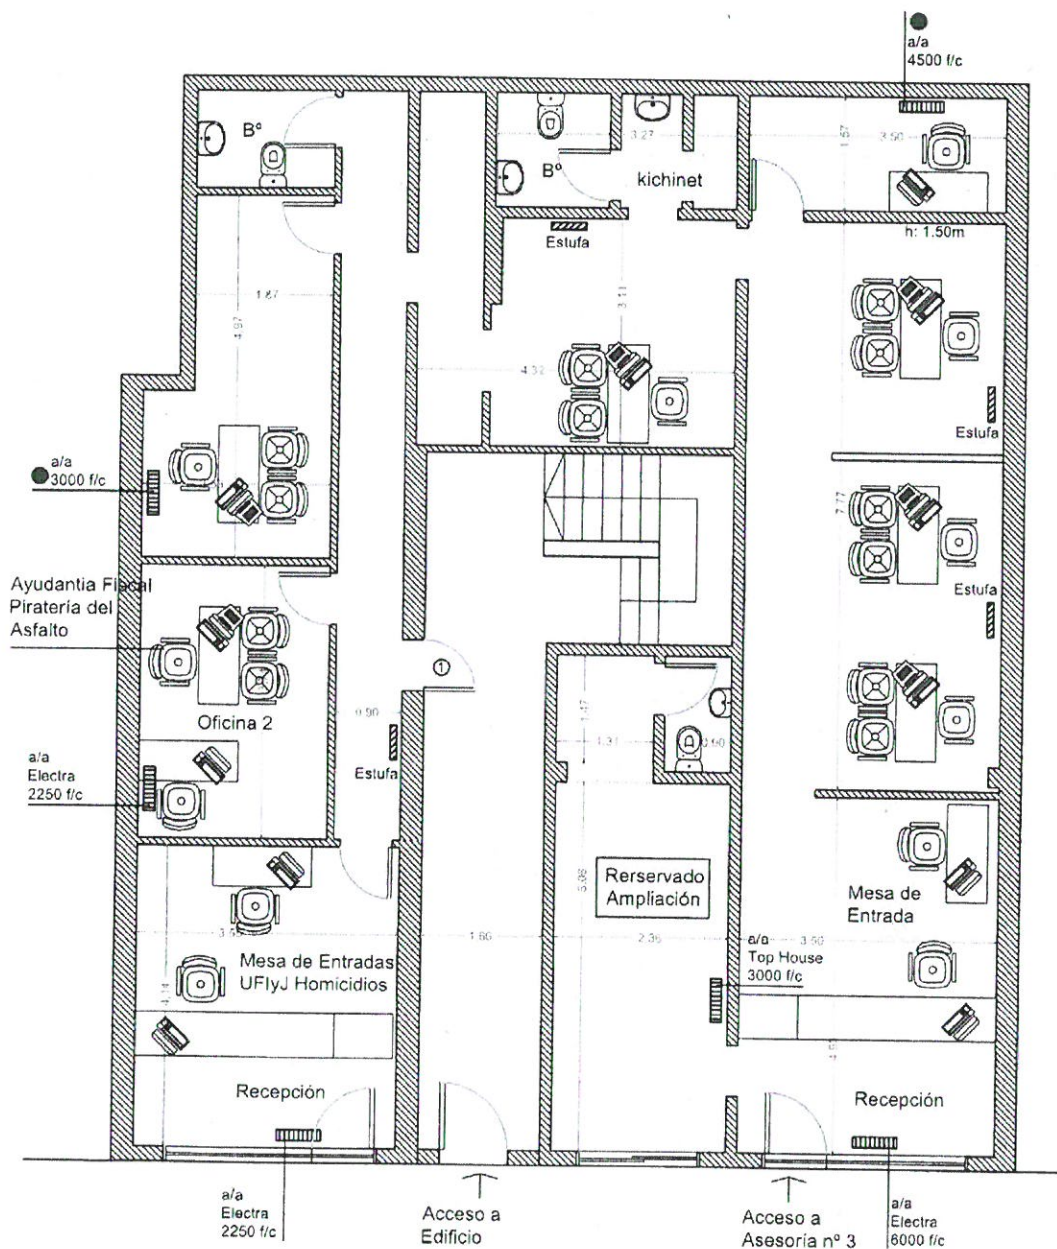 a/a
4500 f/c
Bº
3.27
1.57
3.50
Bº
kichinet
Estufa
h: 1.50m
1.87
4.97
3.11
4.32
Estufa
a/a
3000 f/c
7.77
Ayudantia Fiscal
Piratería del
Asfalto
Estufa
1
Oficina 2
0.90
1.47
1.31
0.90
a/a
Electra
2250 f/c
Estufa
Rerservado
Ampliación
5.06
Mesa de
Entrada
3.55
Mesa de Entradas
UFIyJ Homicidios
4.14
1.60
2.36
a/a
Top House
3000 f/c
3.50
Recepción
Recepción
a/a
Electra
2250 f/c
Acceso a
Edificio
Acceso a
Asesoría nº 3
a/a
Electra
6000 f/c